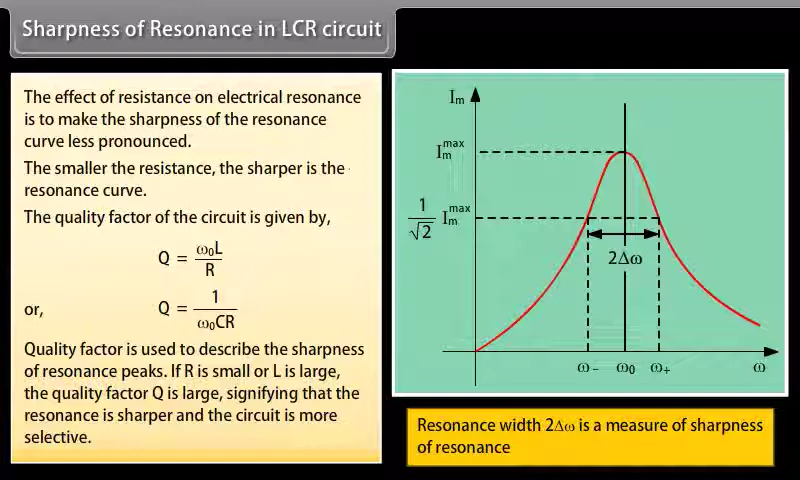 Sharpness of Resonance in LCR circuit
The effect of resistance on electrical resonance
is to make the sharpness of the resonance
curve less pronounced.
The smaller the resistance, the sharper is the
resonance curve.
The quality factor of the circuit is given by,
Q = ω₀L / R
or, Q = 1 / ω₀CR
Quality factor is used to describe the sharpness
of resonance peaks. If R is small or L is large,
the quality factor Q is large, signifying that the
resonance is sharper and the circuit is more
selective.
Iₘ
Iₘᵐᵃˣ
1/√2 Iₘᵐᵃˣ
2Δω
ω₋ ω₀ ω₊ ω
Resonance width 2Δω is a measure of sharpness
of resonance